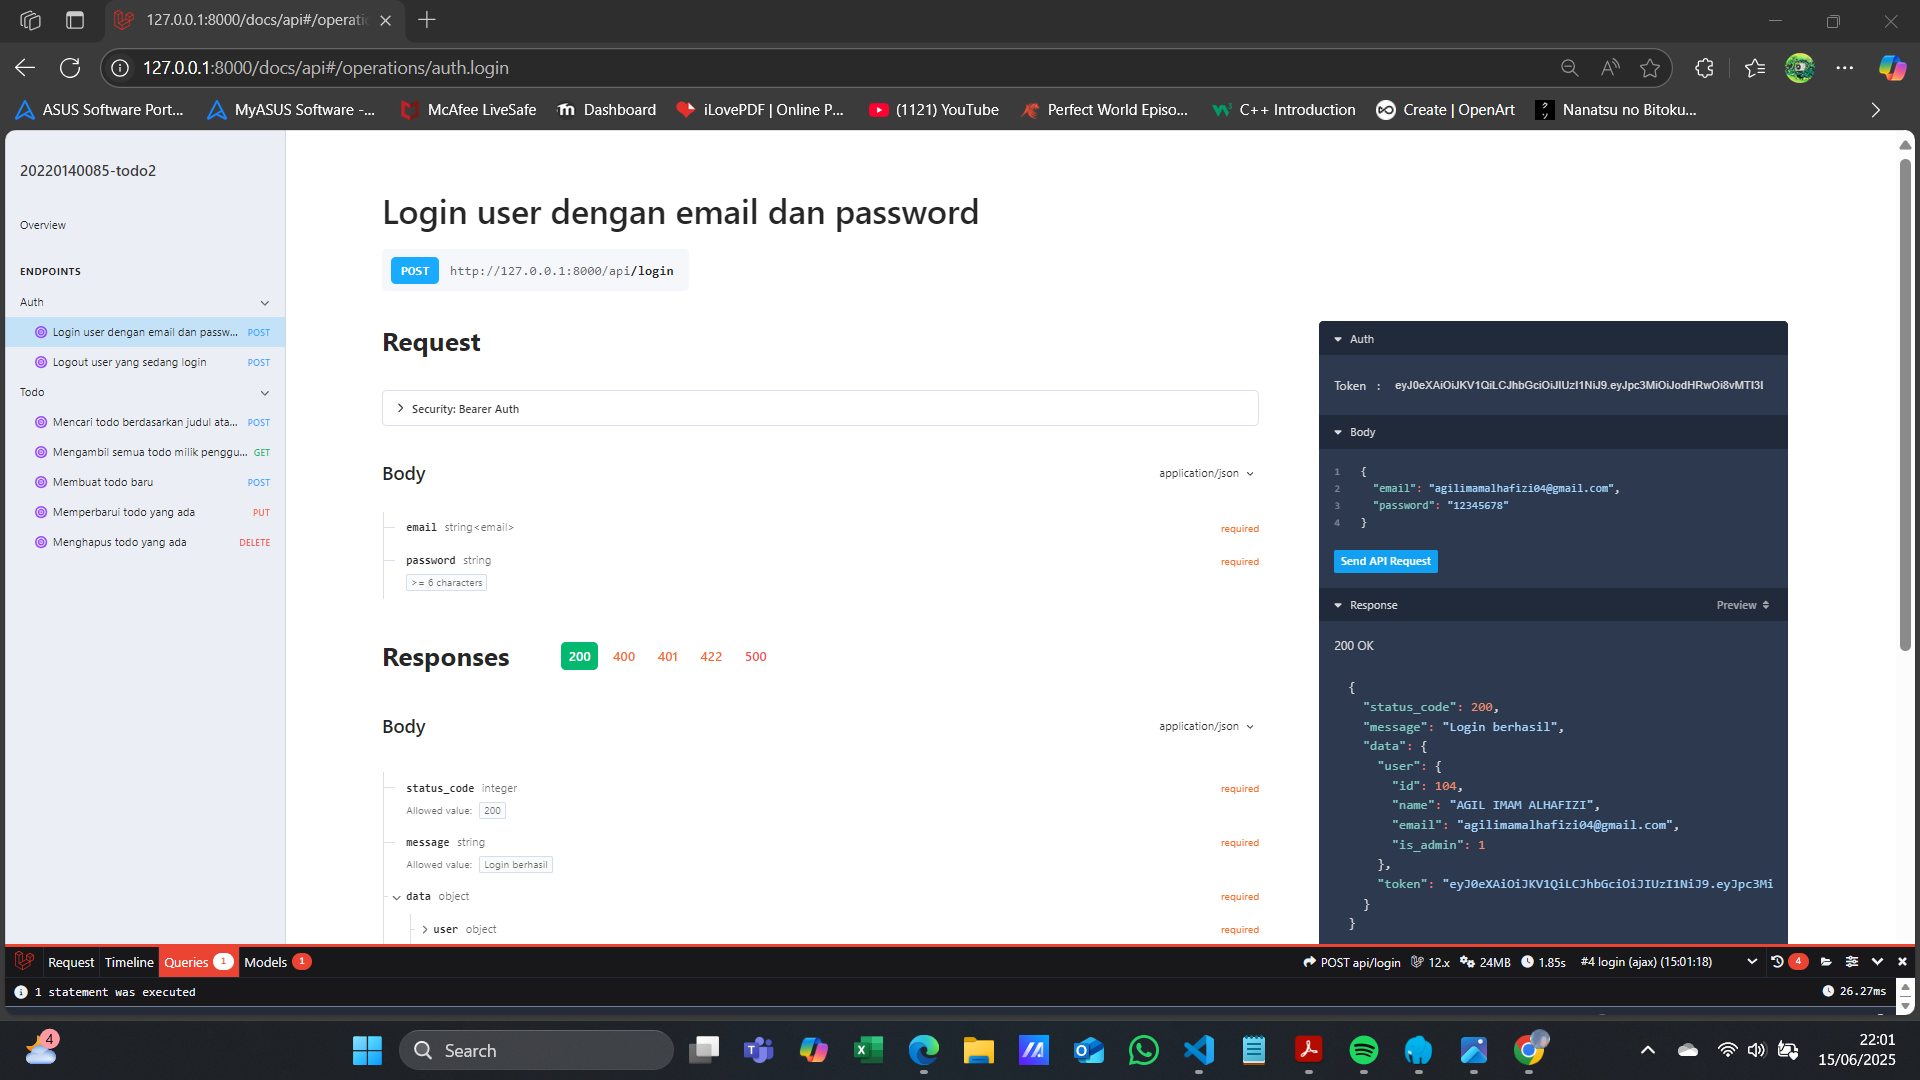 127.0.0.1:8000/docs/api#/operati
127.0.0.1:8000/docs/api#/operations/auth.login
ASUS Software Port...
MyASUS Software -...
McAfee LiveSafe
Dashboard
iLovePDF | Online P...
(1121) YouTube
Perfect World Episo...
C++ Introduction
Create | OpenArt
Nanatsu no Bitoku...
20220140085-todo2
Overview
ENDPOINTS
Auth
Login user dengan email dan passw... POST
Logout user yang sedang login POST
Todo
Mencari todo berdasarkan judul ata... POST
Mengambil semua todo milik penggu... GET
Membuat todo baru POST
Memperbarui todo yang ada PUT
Menghapus todo yang ada DELETE
Login user dengan email dan password
POST http://127.0.0.1:8000/api/login
Request
Security: Bearer Auth
Body application/json
email string<email> required
password string required
>= 6 characters
Responses 200 400 401 422 500
Body application/json
status_code integer required
Allowed value: 200
message string required
Allowed value: Login berhasil
data object required
user object required
Auth
Token : eyJ0eXAiOiJKV1QiLCJhbGciOiJIUzI1NiJ9.eyJpc3MiOiJodHRwOi8vMTI3I
Body
1 {
2 "email": "agilimamalhafizi04@gmail.com",
3 "password": "12345678"
4 }
Send API Request
Response Preview
200 OK
{
"status_code": 200,
"message": "Login berhasil",
"data": {
"user": {
"id": 104,
"name": "AGIL IMAM ALHAFIZI",
"email": "agilimamalhafizi04@gmail.com",
"is_admin": 1
},
"token": "eyJ0eXAiOiJKV1QiLCJhbGciOiJIUzI1NiJ9.eyJpc3Mi
}
}
Request Timeline Queries 1 Models 1 POST api/login 12.x 24MB 1.85s #4 login (ajax) (15:01:18) 4
1 statement was executed 26.27ms
4
Search
22:01
15/06/2025